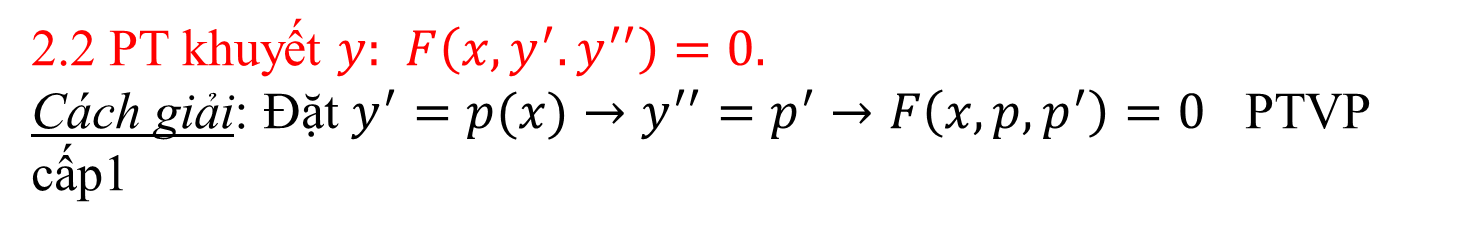 2.2 PT khuyết y: F(x, y′. y′′) = 0.
Cách giải: Đặt y′ = p(x) → y′′ = p′ → F(x, p, p′) = 0 PTVP
cấp1